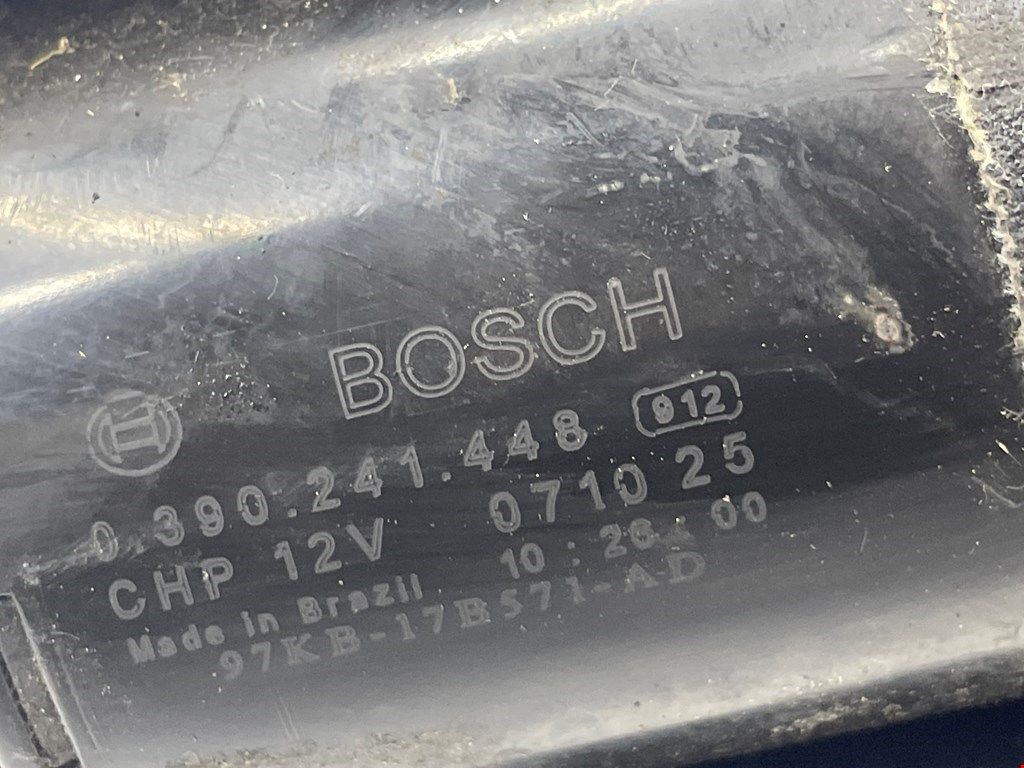 BOSCH
0 390.241.448 912
CHP 12V 0710 25
Made in Brazil 10:26:00
97KB-17B571-AD